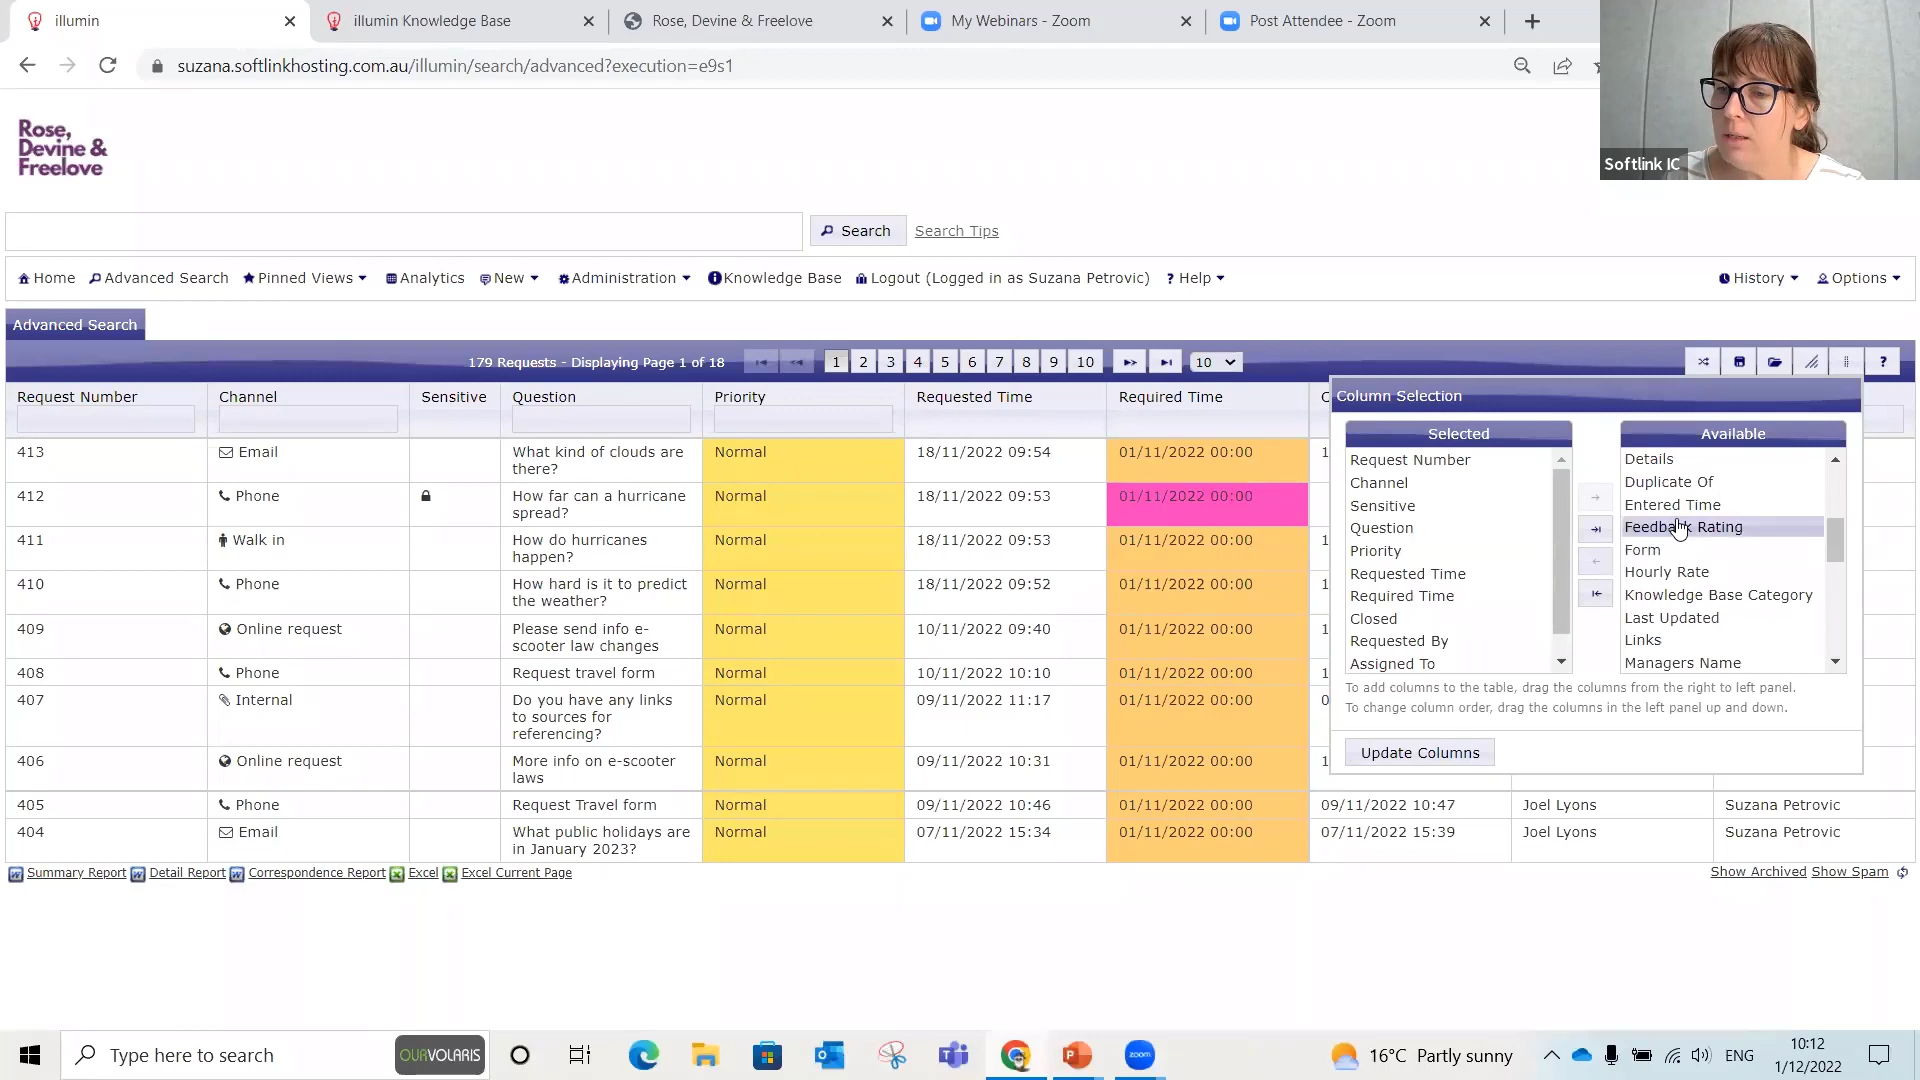 illumin
illumin Knowledge Base
Rose, Devine & Freelove
My Webinars - Zoom
Post Attendee - Zoom
suzana.softlinkhosting.com.au/illumin/search/advanced?execution=e9s1
Softlink IC
Rose,
Devine &
Freelove
Search
Search Tips
Home Advanced Search Pinned Views Analytics New Administration Knowledge Base Logout (Logged in as Suzana Petrovic) ? Help History Options
Advanced Search
179 Requests - Displaying Page 1 of 18 1 2 3 4 5 6 7 8 9 10 10 ?
Request Number Channel Sensitive Question Priority Requested Time Required Time C
413 Email What kind of clouds are there? Normal 18/11/2022 09:54 01/11/2022 00:00 1
412 Phone How far can a hurricane spread? Normal 18/11/2022 09:53 01/11/2022 00:00
411 Walk in How do hurricanes happen? Normal 18/11/2022 09:53 01/11/2022 00:00 1
410 Phone How hard is it to predict the weather? Normal 18/11/2022 09:52 01/11/2022 00:00 1
409 Online request Please send info e-scooter law changes Normal 10/11/2022 09:40 01/11/2022 00:00 1
408 Phone Request travel form Normal 10/11/2022 10:10 01/11/2022 00:00 1
407 Internal Do you have any links to sources for referencing? Normal 09/11/2022 11:17 01/11/2022 00:00 0
406 Online request More info on e-scooter laws Normal 09/11/2022 10:31 01/11/2022 00:00 1
405 Phone Request Travel form Normal 09/11/2022 10:46 01/11/2022 00:00 09/11/2022 10:47 Joel Lyons Suzana Petrovic
404 Email What public holidays are in January 2023? Normal 07/11/2022 15:34 01/11/2022 00:00 07/11/2022 15:39 Joel Lyons Suzana Petrovic
Column Selection
Selected
Request Number
Channel
Sensitive
Question
Priority
Requested Time
Required Time
Closed
Requested By
Assigned To
Available
Details
Duplicate Of
Entered Time
Feedback Rating
Form
Hourly Rate
Knowledge Base Category
Last Updated
Links
Managers Name
To add columns to the table, drag the columns from the right to left panel.
To change column order, drag the columns in the left panel up and down.
Update Columns
Summary Report Detail Report Correspondence Report Excel Excel Current Page
Show Archived Show Spam
Type here to search
OURVOLARIS
zoom
16°C Partly sunny
ENG
10:12
1/12/2022